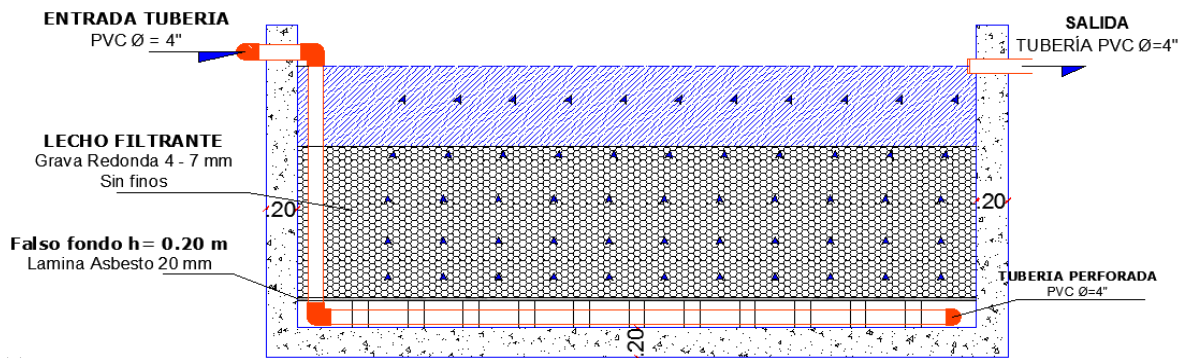 ENTRADA TUBERIA
PVC Ø = 4"
SALIDA
TUBERÍA PVC Ø=4"
LECHO FILTRANTE
Grava Redonda 4 - 7 mm
Sin finos
.20
.20
Falso fondo h= 0.20 m
Lamina Asbesto 20 mm
TUBERIA PERFORADA
PVC Ø=4"
.20